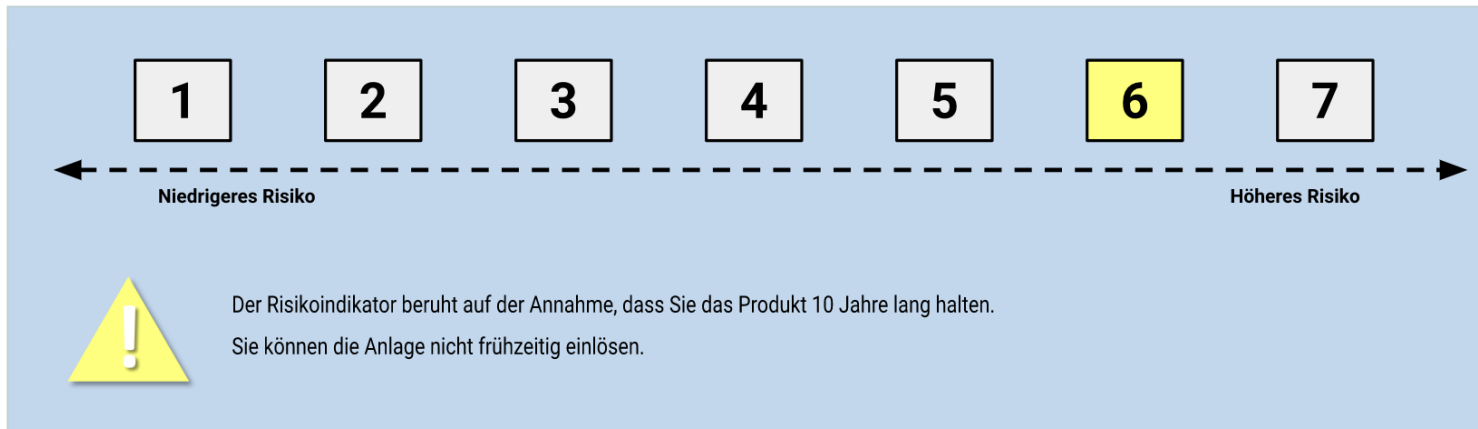 1 2 3 4 5 6 7
Niedrigeres Risiko Höheres Risiko
!
Der Risikoindikator beruht auf der Annahme, dass Sie das Produkt 10 Jahre lang halten.
Sie können die Anlage nicht frühzeitig einlösen.